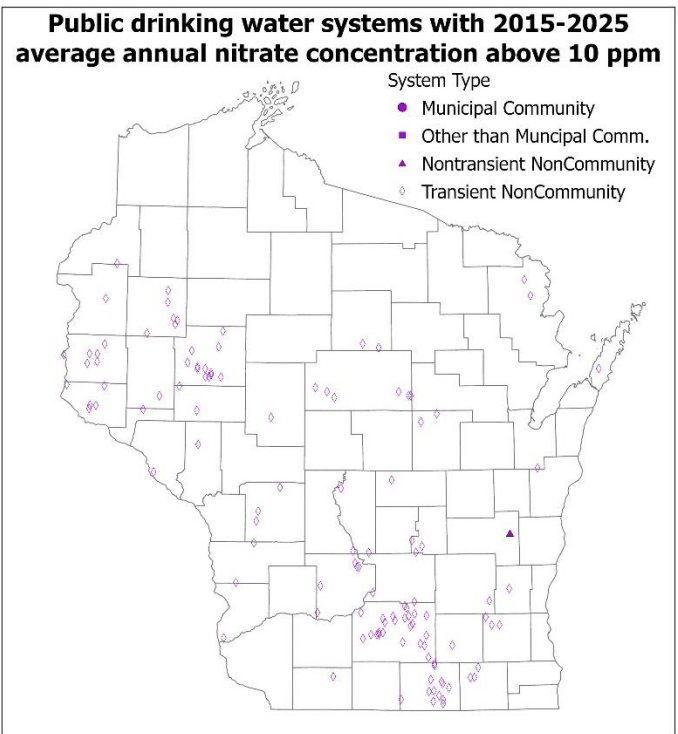 Public drinking water systems with 2015-2025
average annual nitrate concentration above 10 ppm
System Type
Municipal Community
Other than Muncipal Comm.
Nontransient NonCommunity
Transient NonCommunity